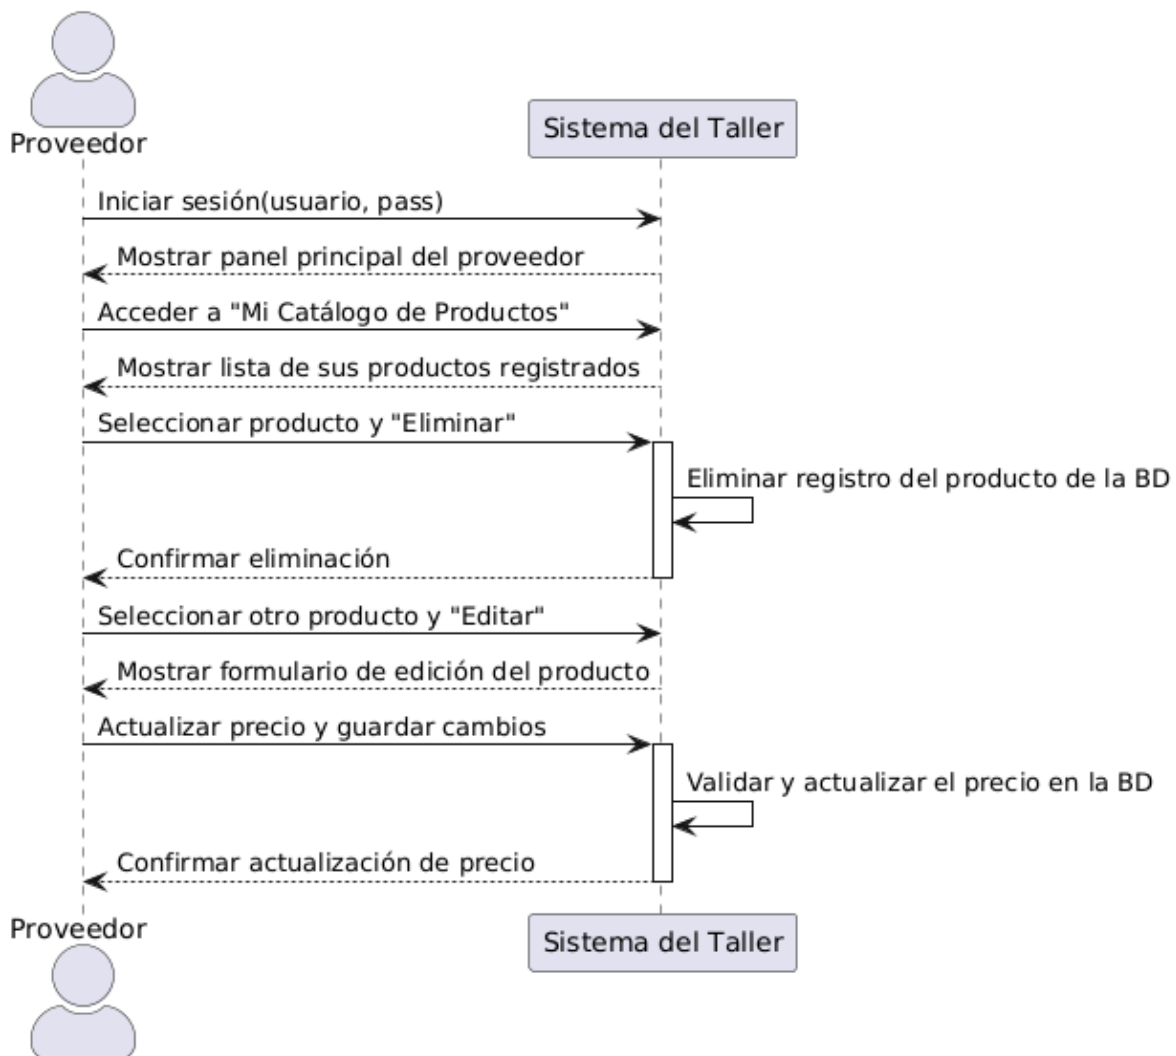 Proveedor
Sistema del Taller
Iniciar sesión(usuario, pass)
Mostrar panel principal del proveedor
Acceder a "Mi Catálogo de Productos"
Mostrar lista de sus productos registrados
Seleccionar producto y "Eliminar"
Eliminar registro del producto de la BD
Confirmar eliminación
Seleccionar otro producto y "Editar"
Mostrar formulario de edición del producto
Actualizar precio y guardar cambios
Validar y actualizar el precio en la BD
Confirmar actualización de precio
Proveedor
Sistema del Taller